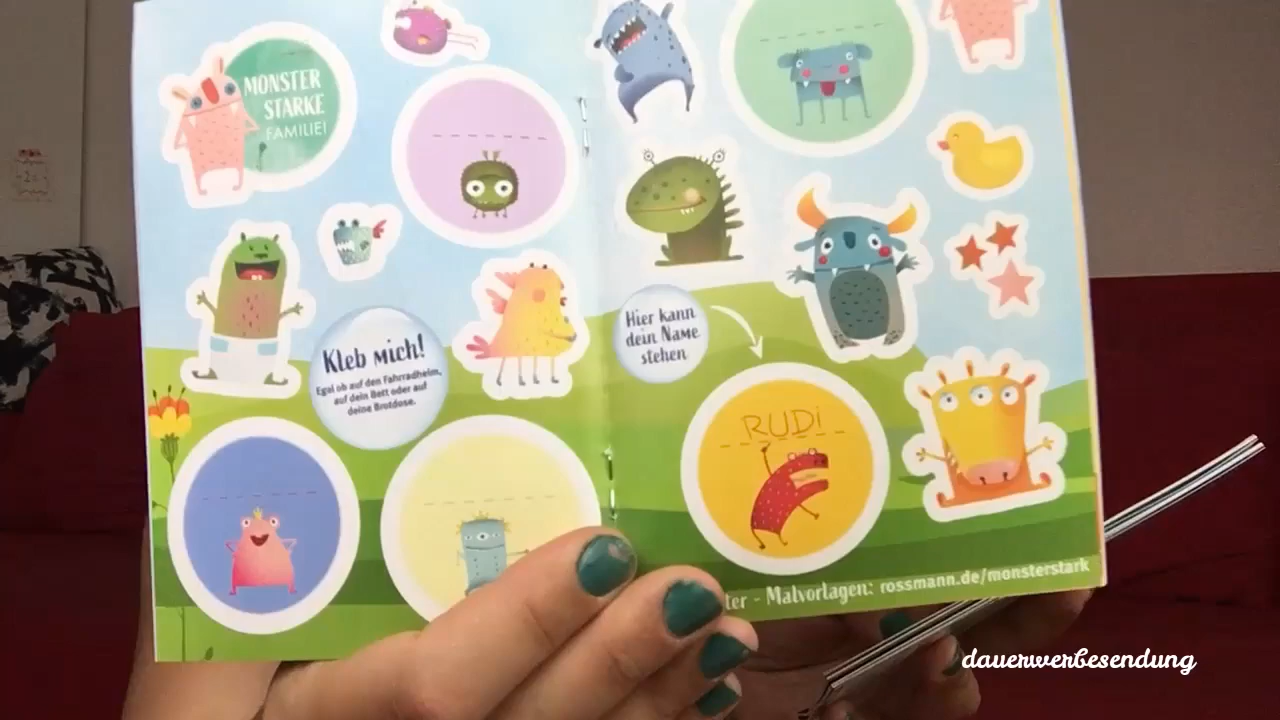 MONSTER
STARKE
FAMILIE!
Kleb mich!
Egal ob auf den Fahrradhelm,
auf dein Bett oder auf
deine Brotdose.
Hier kann
dein Name
stehen
RUDi
- Malvorlagen: rossmann.de/monsterstark
dauerwerbesendung